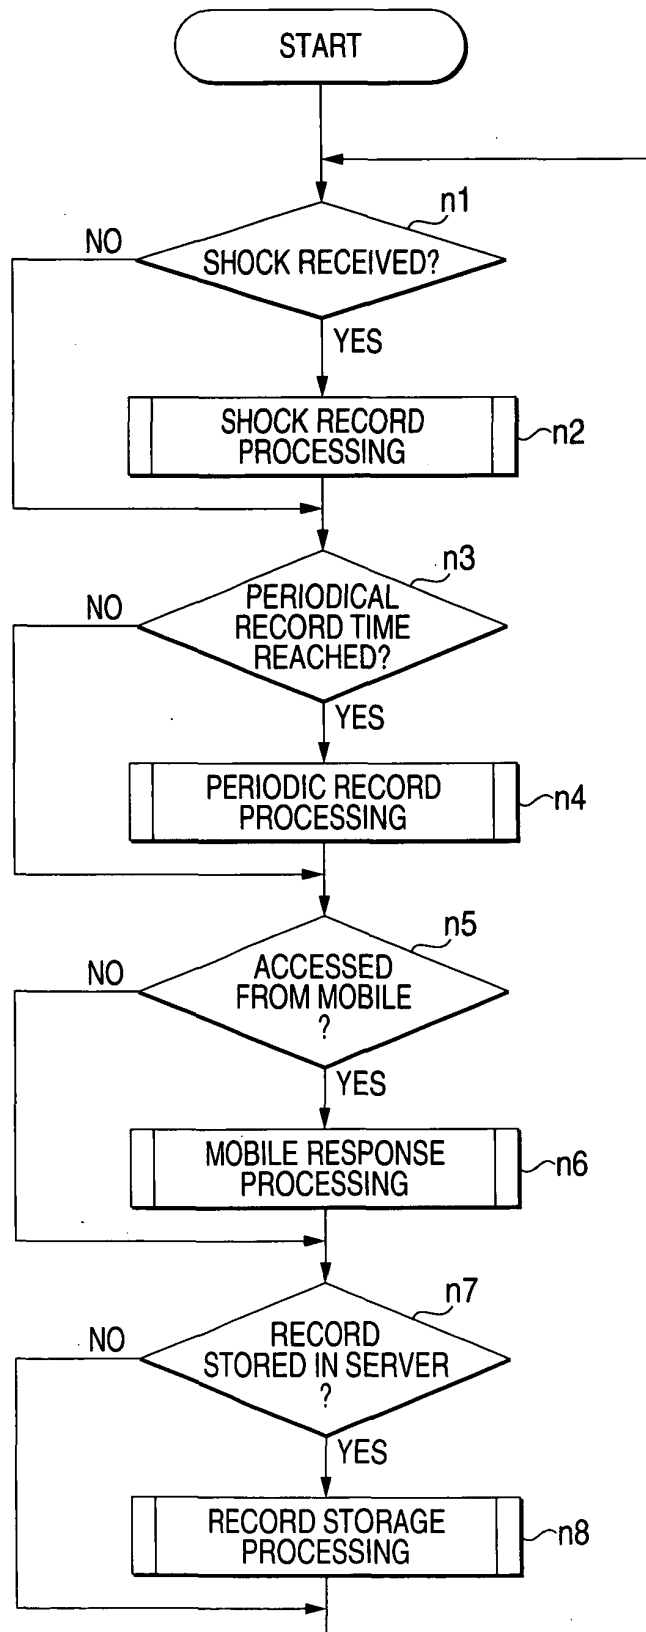 START
n1
NO
SHOCK RECEIVED?
YES
SHOCK RECORD
PROCESSING
n2
n3
NO
PERIODICAL
RECORD TIME
REACHED?
YES
PERIODIC RECORD
PROCESSING
n4
n5
NO
ACCESSED
FROM MOBILE
?
YES
MOBILE RESPONSE
PROCESSING
n6
n7
NO
RECORD
STORED IN SERVER
?
YES
RECORD STORAGE
PROCESSING
n8